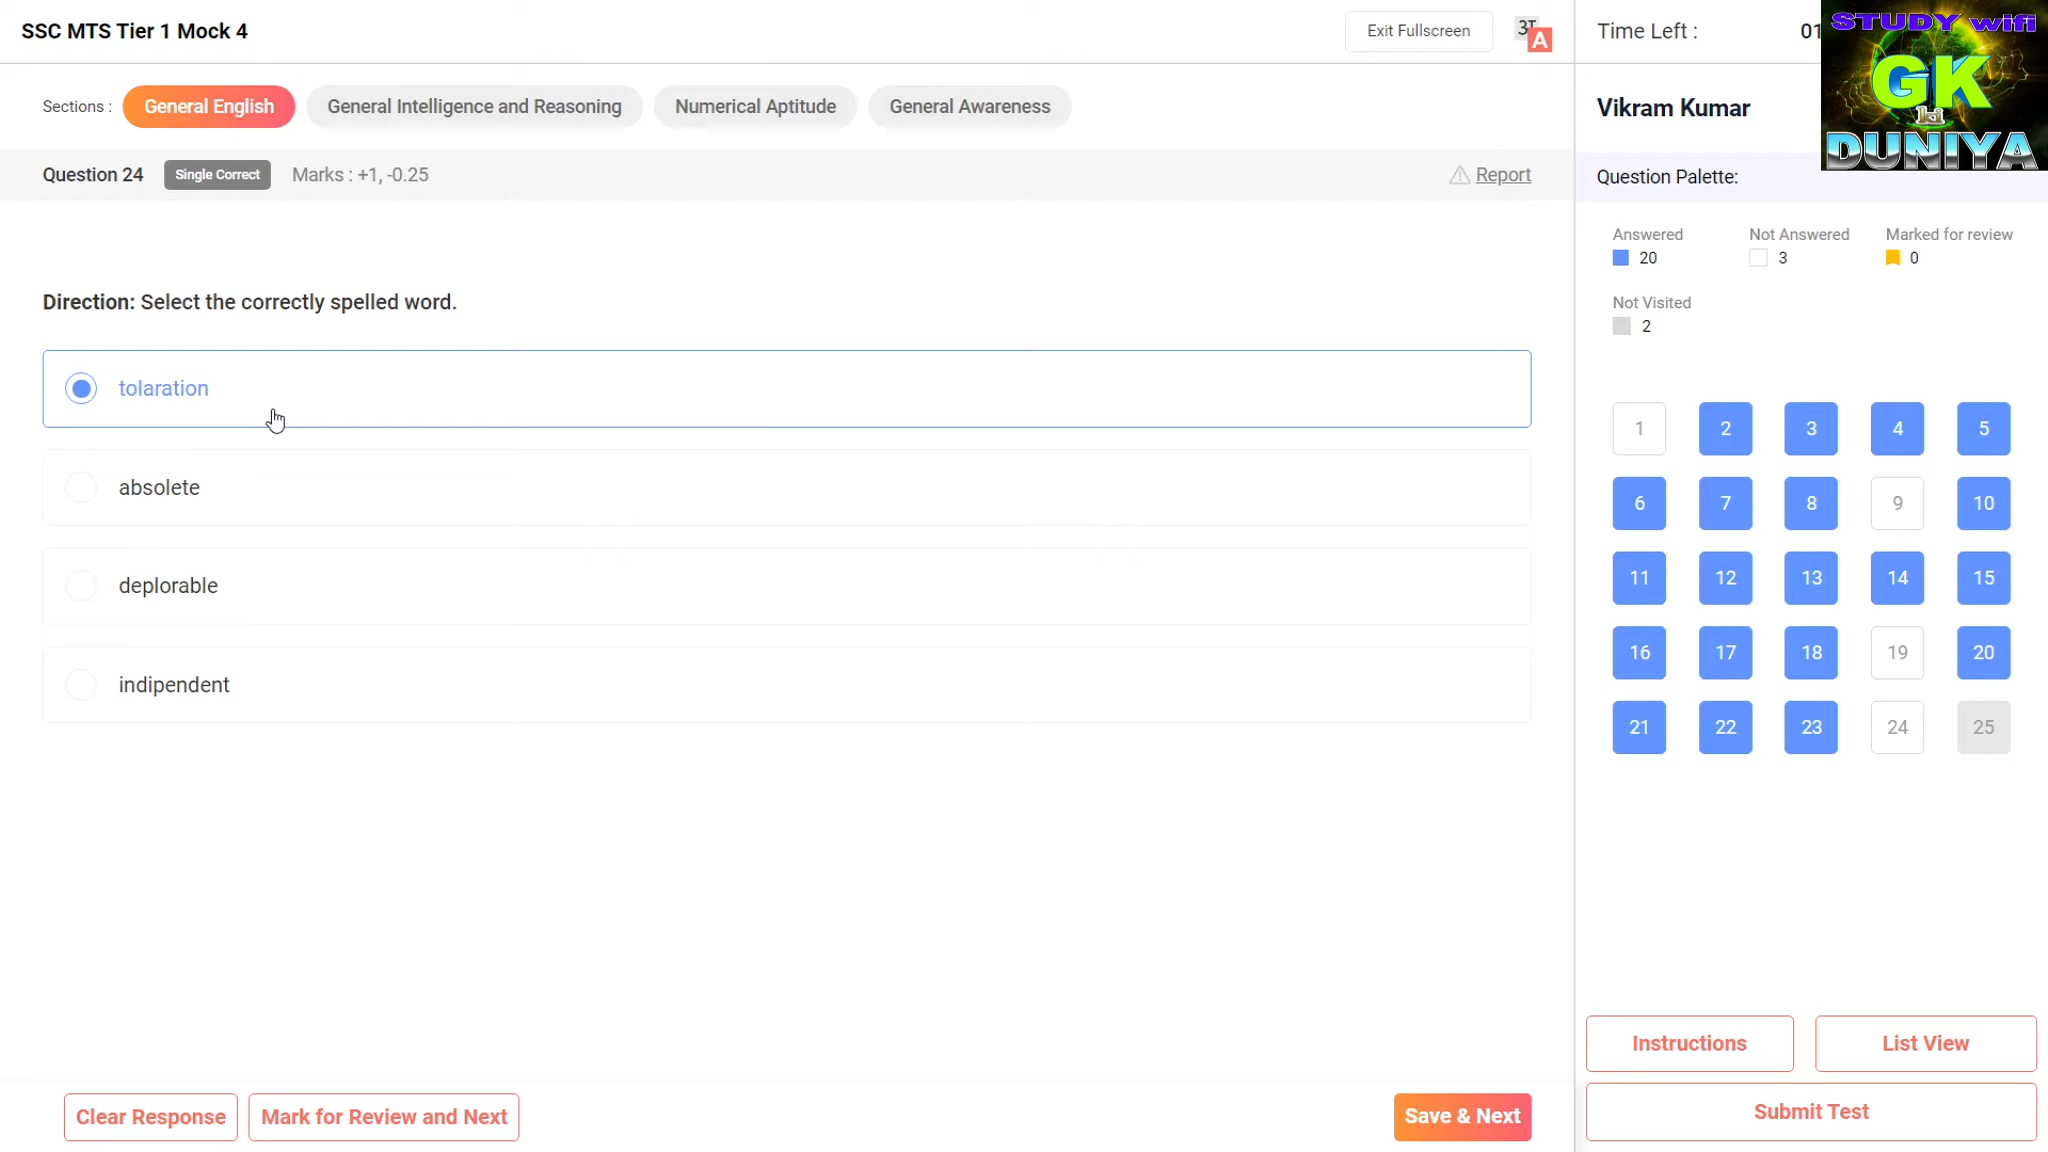 SSC MTS Tier 1 Mock 4
Exit Fullscreen
A
Time Left :
01
STUDY wifi
GK
ki
DUNIYA
Sections :
General English
General Intelligence and Reasoning
Numerical Aptitude
General Awareness
Vikram Kumar
Question 24
Single Correct
Marks : +1, -0.25
Report
Question Palette:
Answered
20
Not Answered
3
Marked for review
0
Not Visited
2
Direction: Select the correctly spelled word.
tolaration
absolete
deplorable
indipendent
1 2 3 4 5
6 7 8 9 10
11 12 13 14 15
16 17 18 19 20
21 22 23 24 25
Instructions
List View
Clear Response
Mark for Review and Next
Save & Next
Submit Test